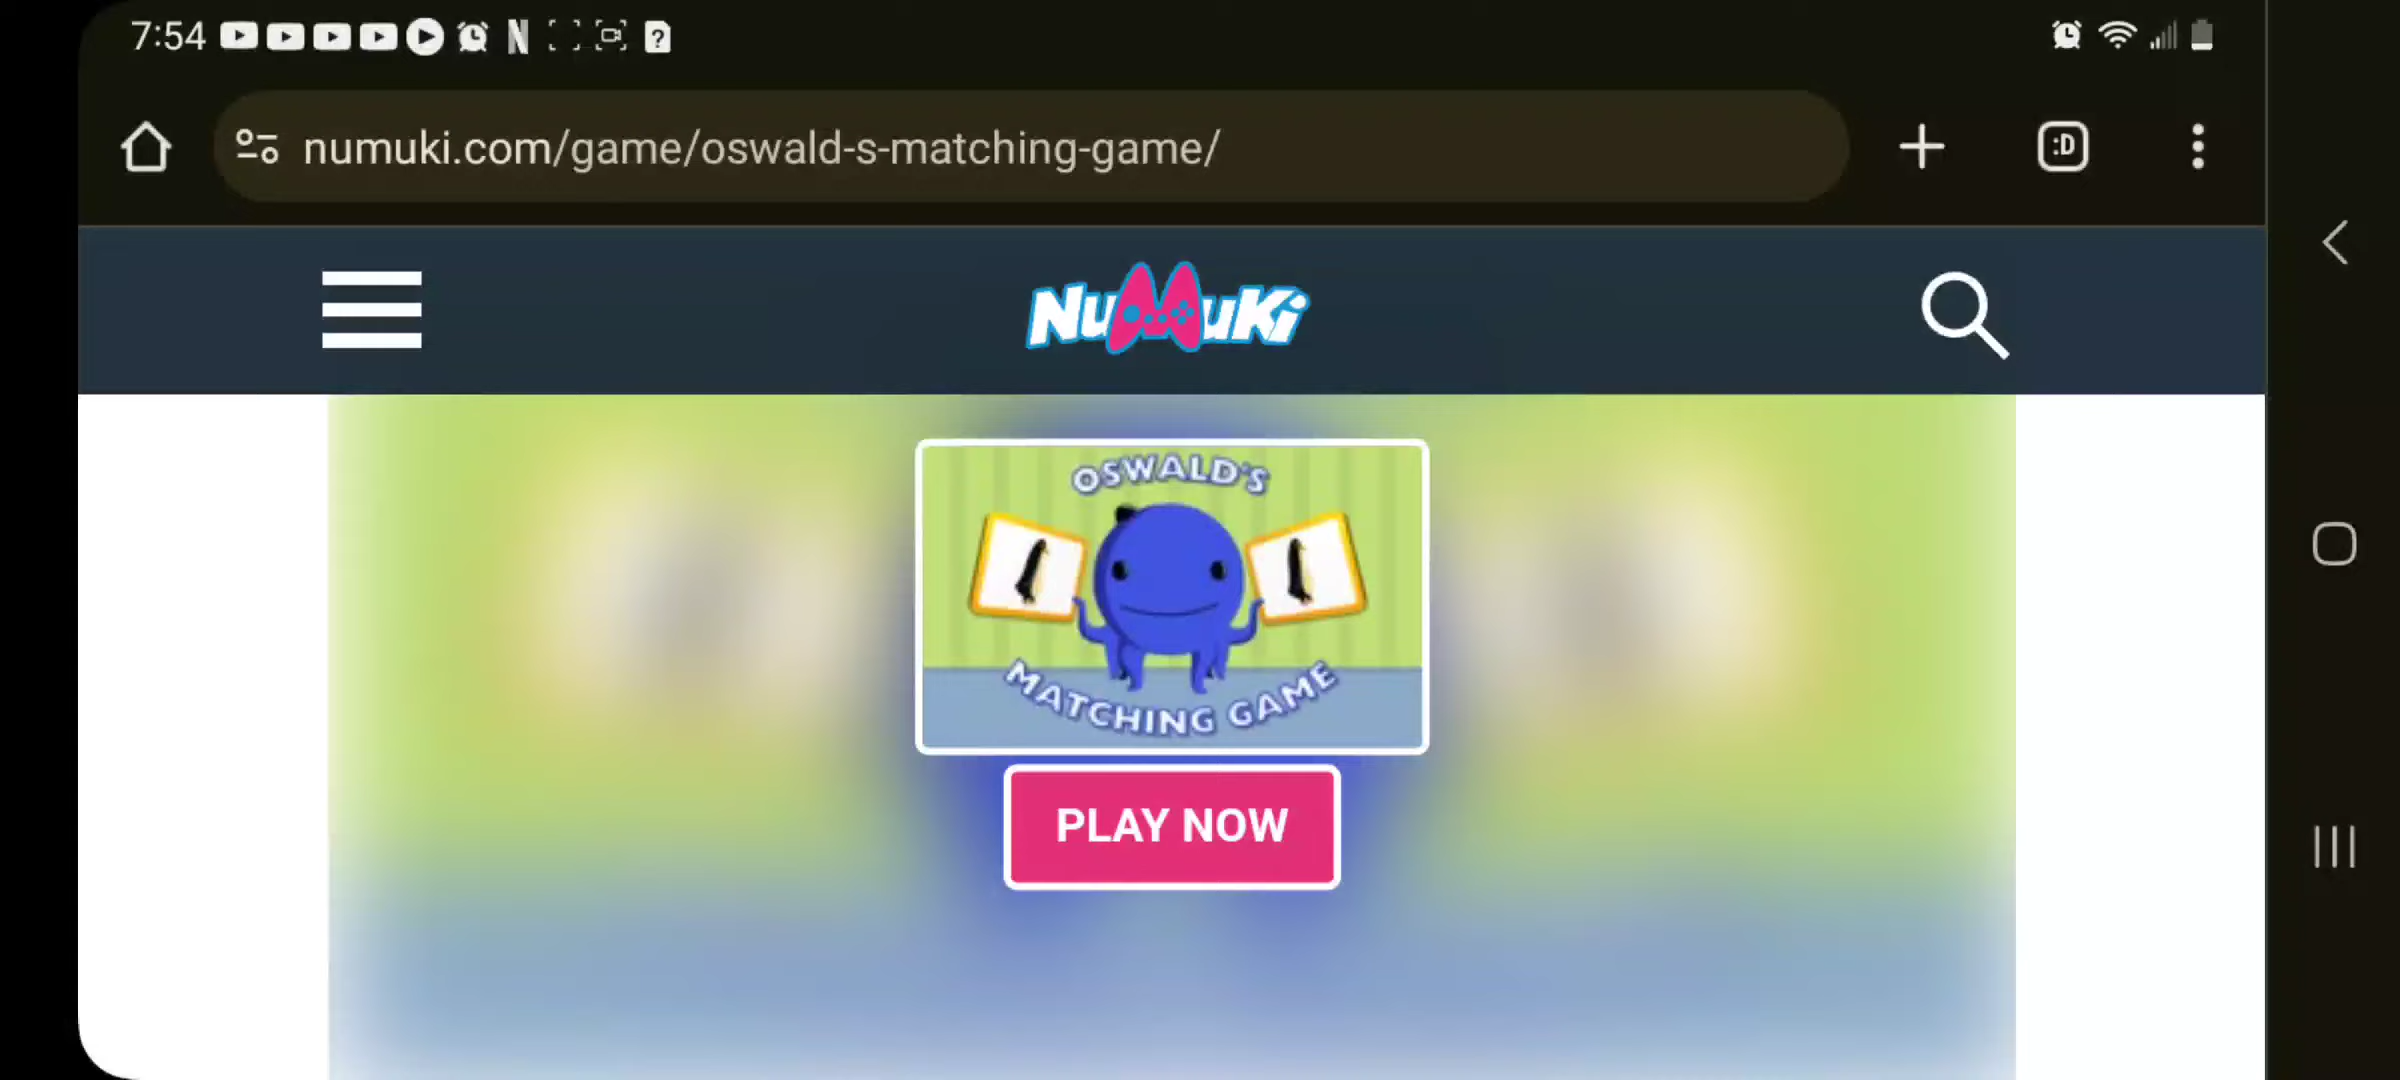 7:54
numuki.com/game/oswald-s-matching-game/
:D
NuMuKi
OSWALD'S
MATCHING GAME
PLAY NOW